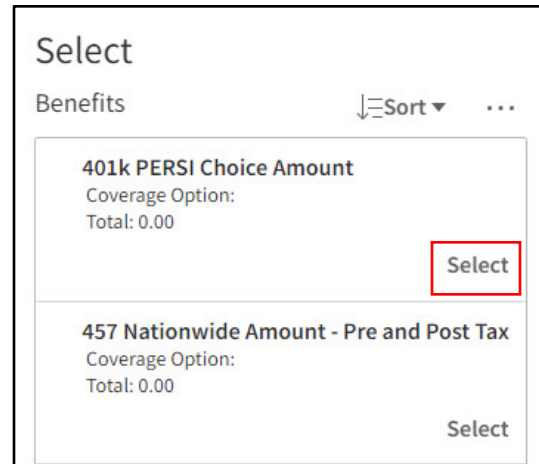 Select
Benefits Sort ...
401k PERSI Choice Amount
Coverage Option:
Total: 0.00
Select
457 Nationwide Amount - Pre and Post Tax
Coverage Option:
Total: 0.00
Select